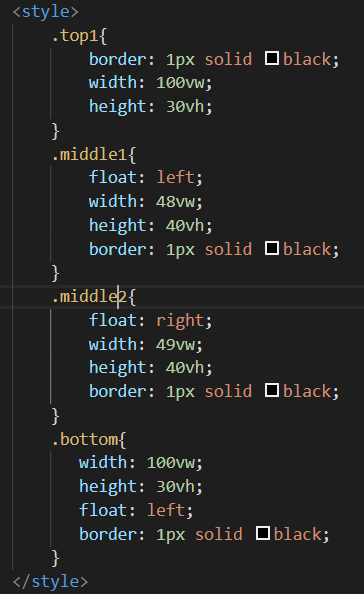 <style>
.top1{
border: 1px solid black;
width: 100vw;
height: 30vh;
}
.middle1{
float: left;
width: 48vw;
height: 40vh;
border: 1px solid black;
}
.middle2{
float: right;
width: 49vw;
height: 40vh;
border: 1px solid black;
}
.bottom{
width: 100vw;
height: 30vh;
float: left;
border: 1px solid black;
}
</style>